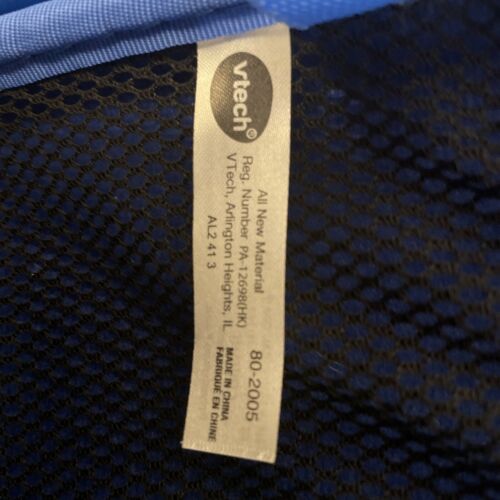 vtech®
All New Material
Reg. Number PA-12698(HK)
VTech, Arlington Heights, IL
AL2 41 3
80-2005
MADE IN CHINA
FABRIQUÉ EN CHINE